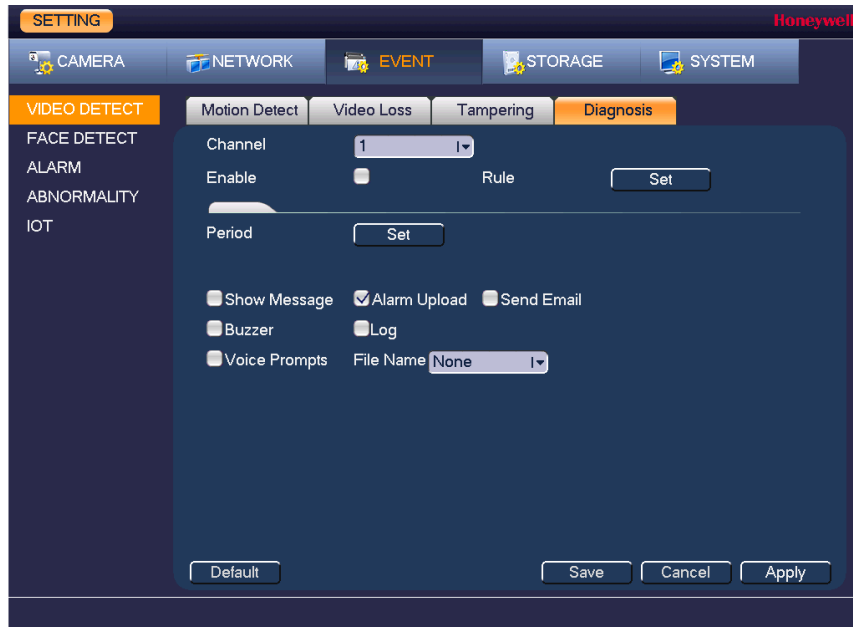 SETTING Honeywell
CAMERA NETWORK EVENT STORAGE SYSTEM
VIDEO DETECT Motion Detect Video Loss Tampering Diagnosis
FACE DETECT Channel 1
ALARM Enable Rule Set
ABNORMALITY
IOT Period Set
Show Message Alarm Upload Send Email
Buzzer Log
Voice Prompts File Name None
Default Save Cancel Apply